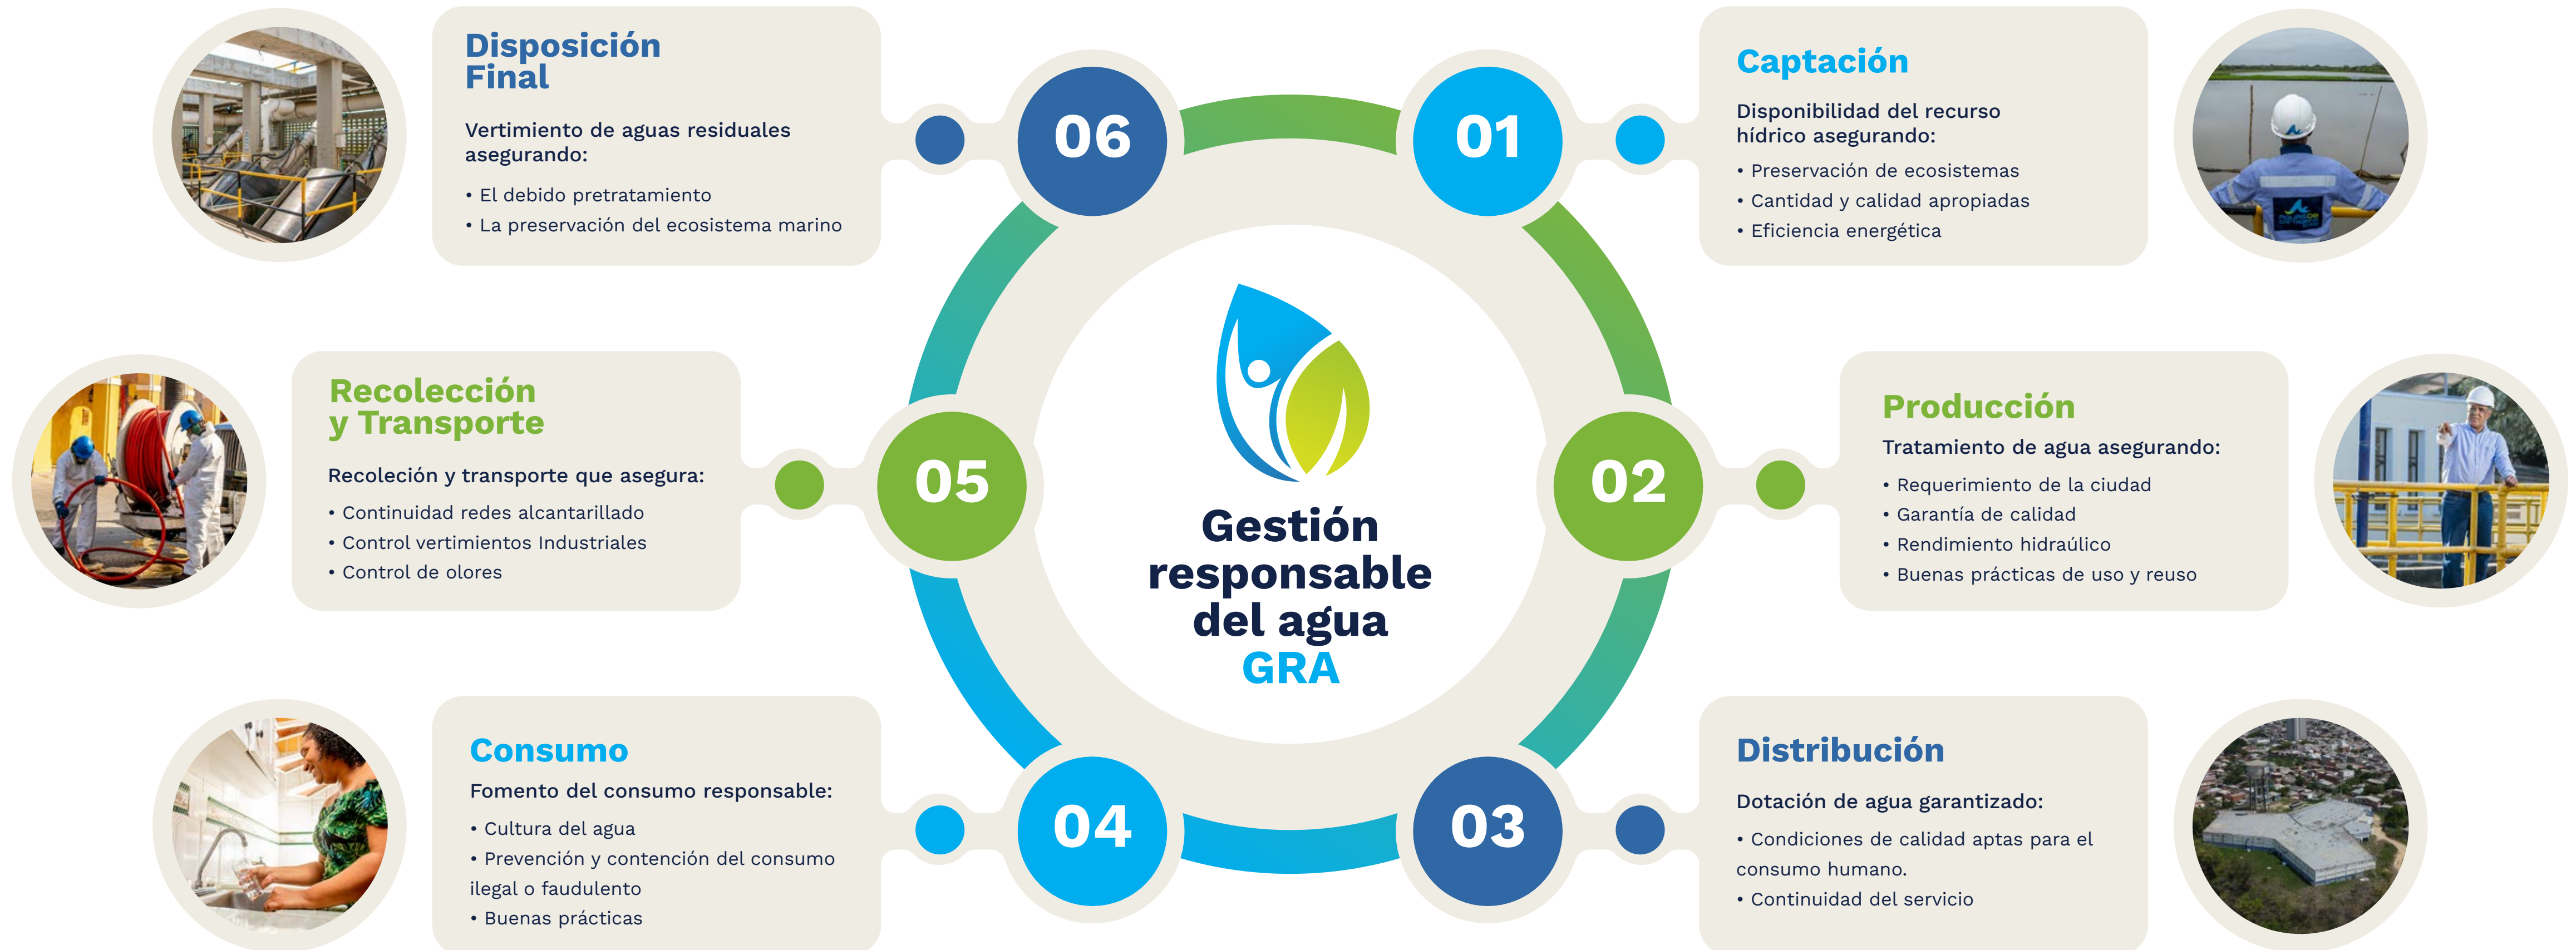 Disposición
Final
Vertimiento de aguas residuales
asegurando:
• El debido pretratamiento
• La preservación del ecosistema marino
06
01
Captación
Disponibilidad del recurso
hídrico asegurando:
• Preservación de ecosistemas
• Cantidad y calidad apropiadas
• Eficiencia energética
Recolección
y Transporte
Recoleción y transporte que asegura:
• Continuidad redes alcantarillado
• Control vertimientos Industriales
• Control de olores
05
Gestión
responsable
del agua
GRA
02
Producción
Tratamiento de agua asegurando:
• Requerimiento de la ciudad
• Garantía de calidad
• Rendimiento hidraúlico
• Buenas prácticas de uso y reuso
Consumo
Fomento del consumo responsable:
• Cultura del agua
• Prevención y contención del consumo
ilegal o faudulento
• Buenas prácticas
04
03
Distribución
Dotación de agua garantizado:
• Condiciones de calidad aptas para el
consumo humano.
• Continuidad del servicio